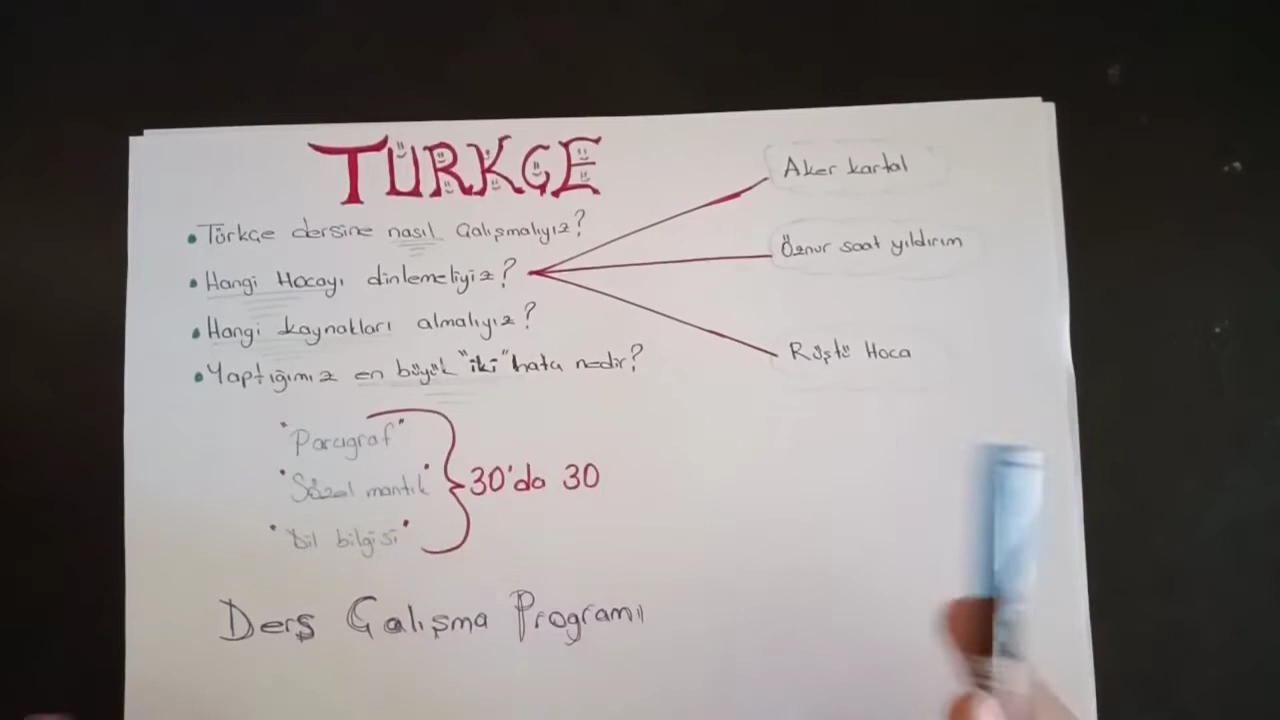 TÜRKÇE
• Türkçe dersine nasıl Çalışmalıyız?
• Hangi Hocayı dinlemeliyiz?
• Hangi kaynakları almalıyız?
• Yaptığımız en büyük "iki" hata nedir?
Aker kartal
Öznur saat yıldırım
Rüştü Hoca
"Paragraf"
"Sözel mantık"
"Dil bilgisi"
30'da 30
Ders Çalışma Programı